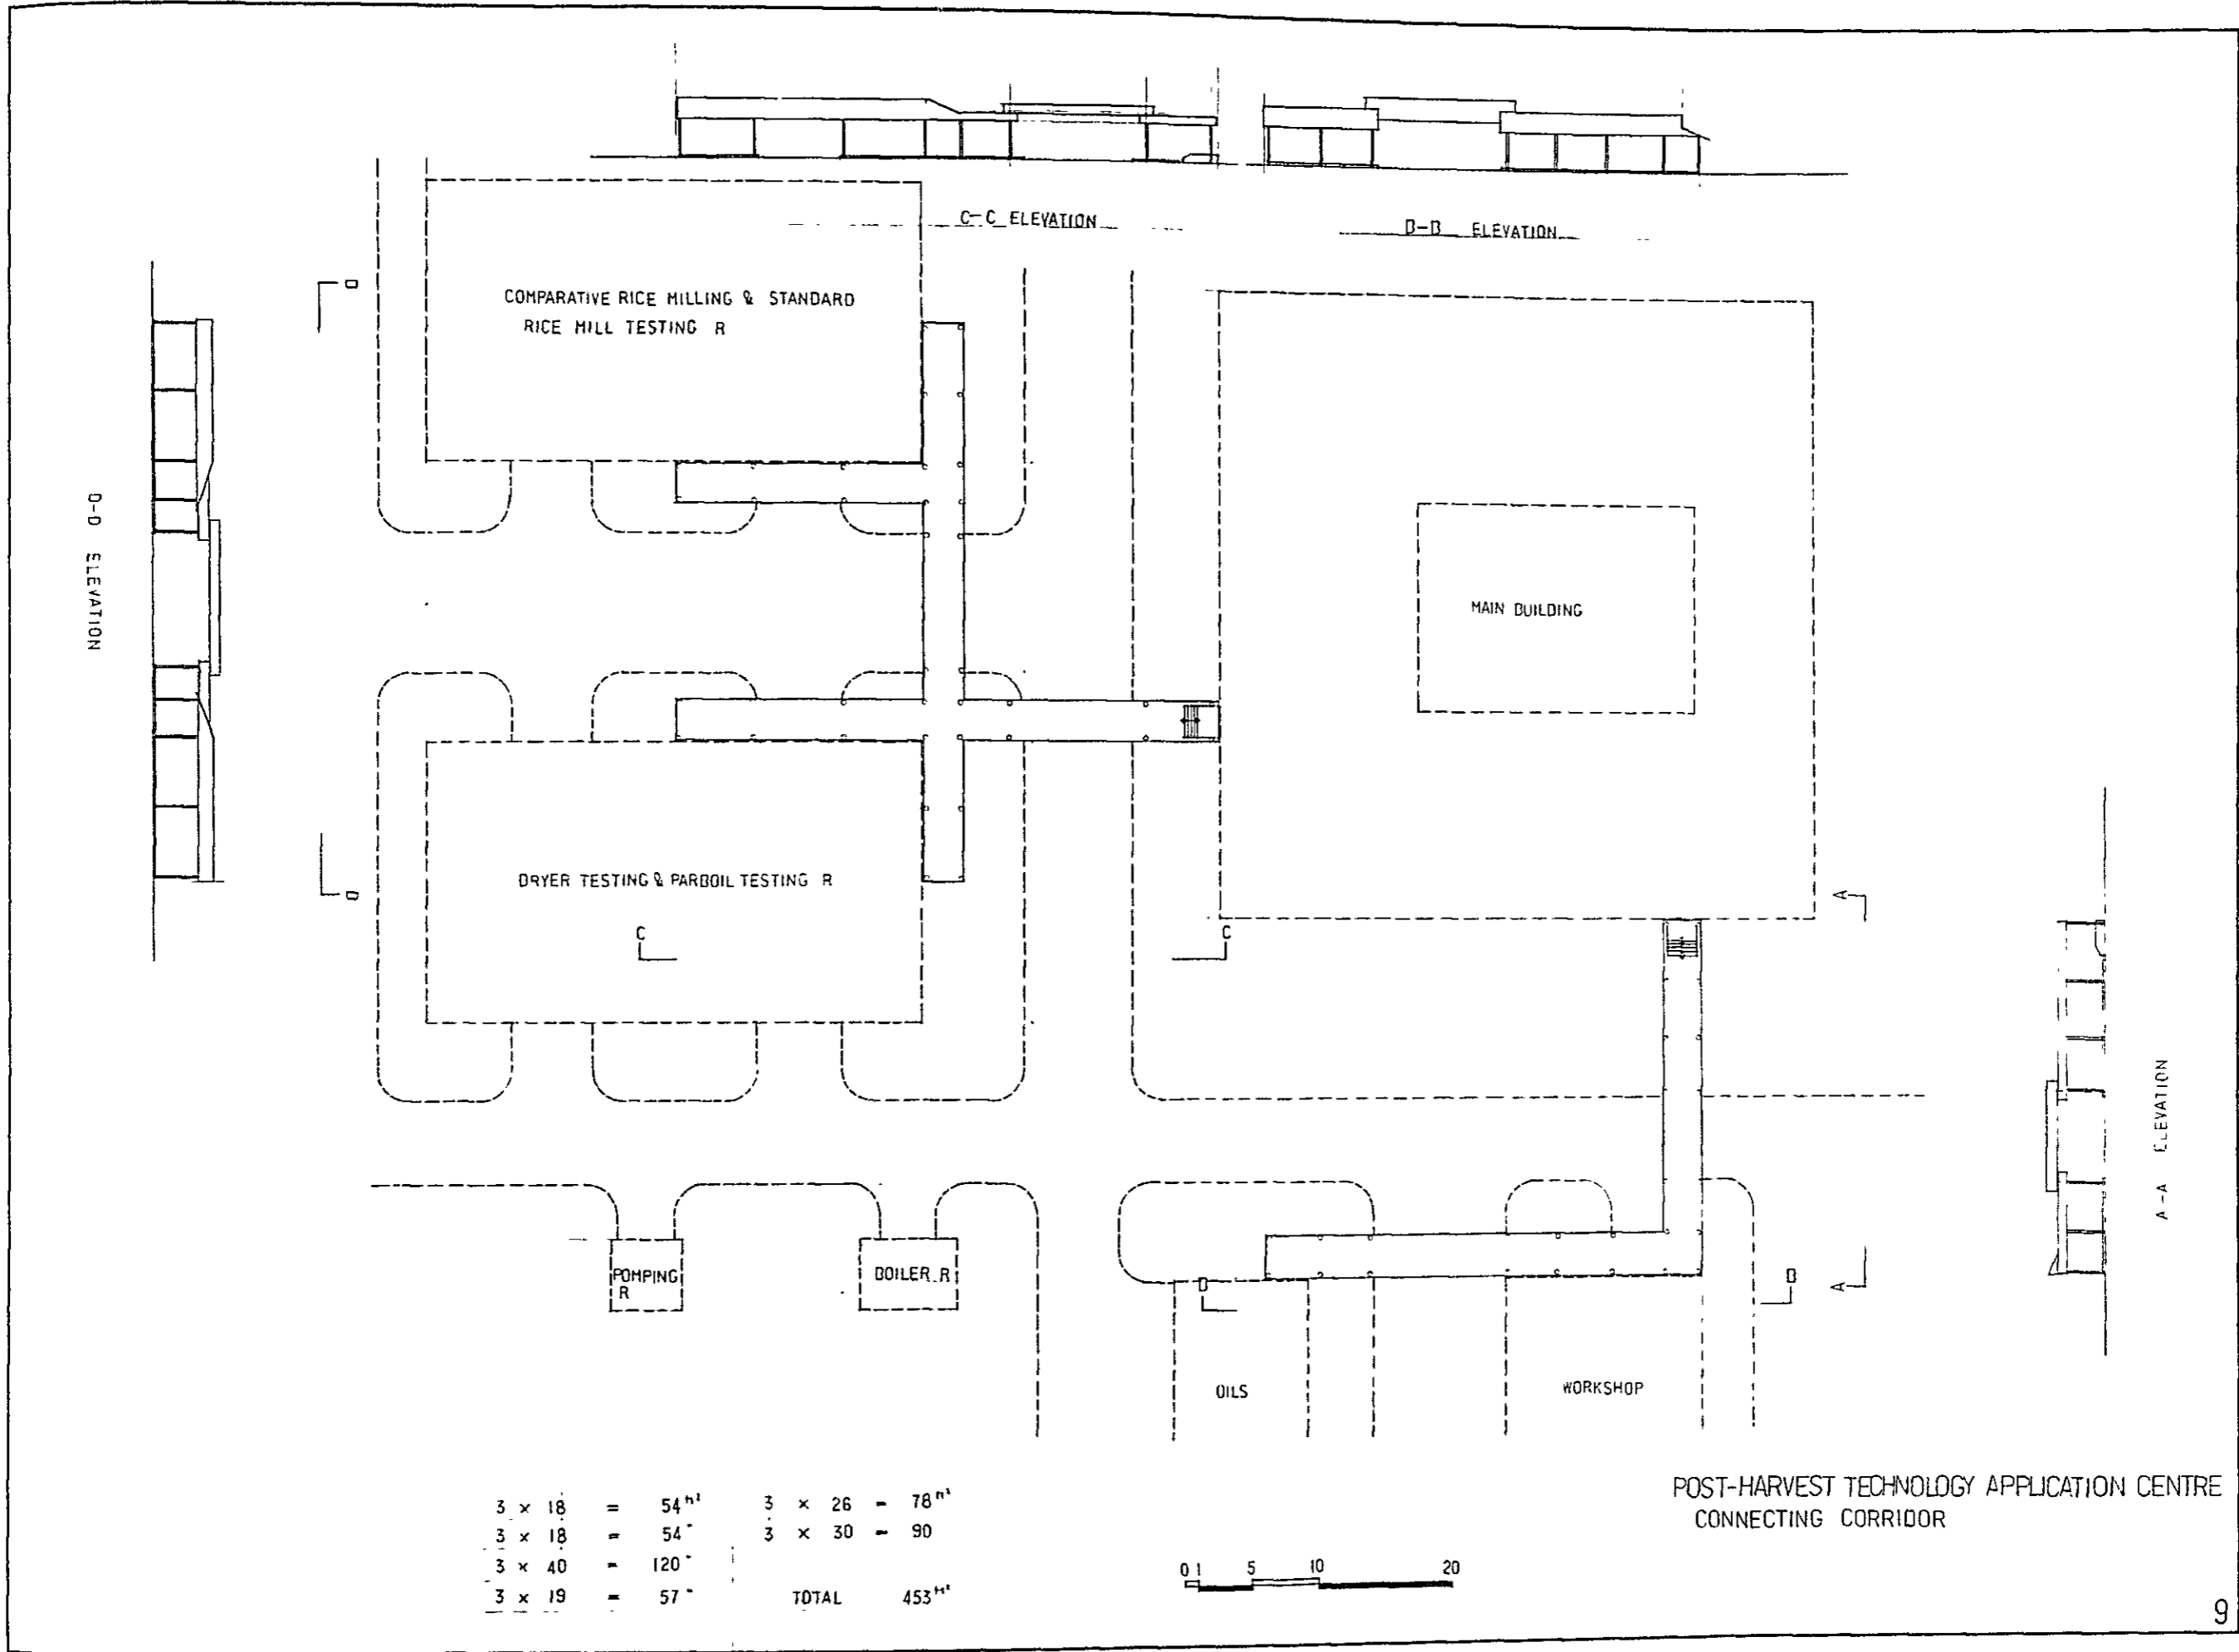 C-C ELEVATION
B-B ELEVATION
D
COMPARATIVE RICE MILLING & STANDARD
RICE MILL TESTING R
D-D ELEVATION
MAIN BUILDING
DRYER TESTING & PARBOIL TESTING R
D
A
C
C
A-A ELEVATION
POMPING
R
BOILER R
B
B
A
OILS
WORKSHOP
3 × 18 = 54 m²
3 × 18 = 54 "
3 × 40 = 120 "
3 × 19 = 57 "
3 × 26 = 78 m²
3 × 30 = 90
TOTAL 453 m²
0 1 5 10 20
POST-HARVEST TECHNOLOGY APPLICATION CENTRE
CONNECTING CORRIDOR
9